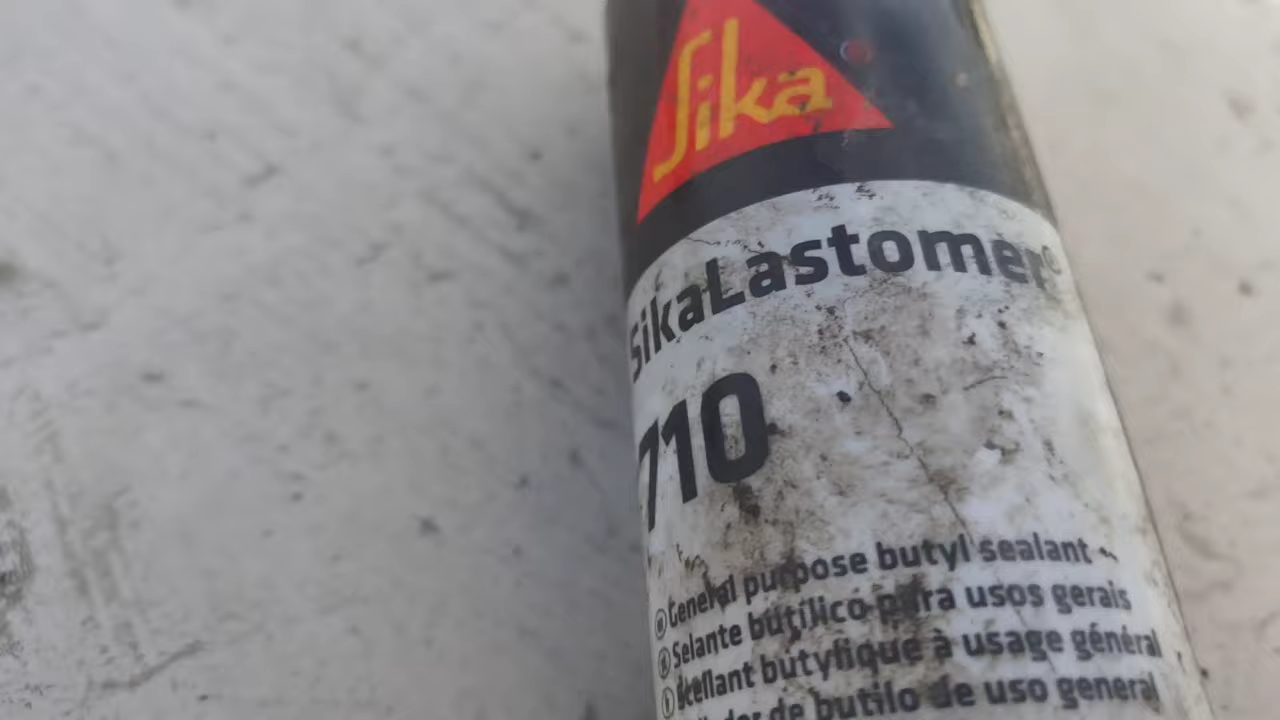 Sika
SikaLastomer®
710
General purpose butyl sealant
Selante butílico para usos gerais
butylique à usage général
de butilo de uso general